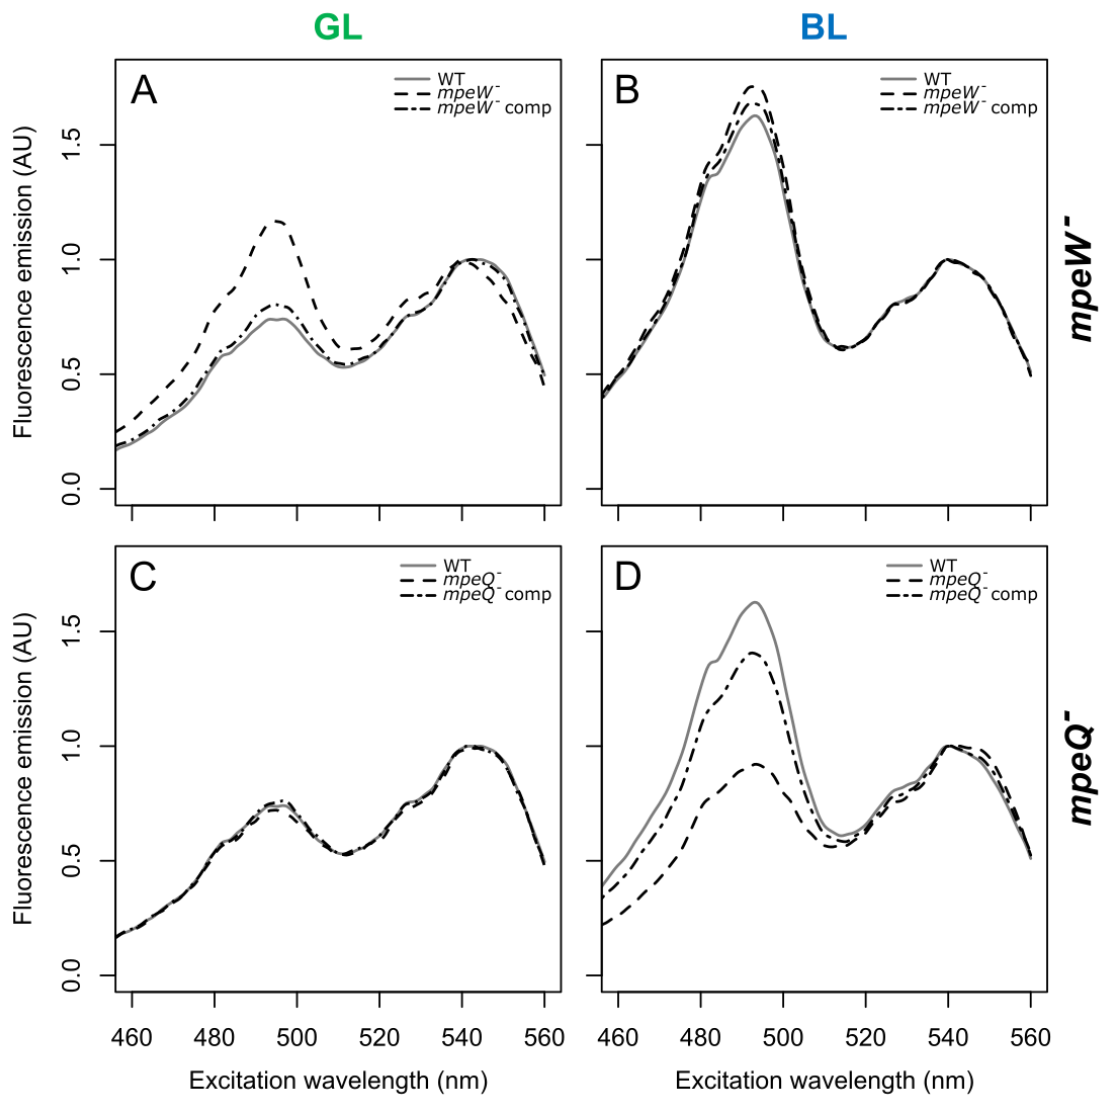 GL
BL
A
WT
mpeW-
mpeW- comp
B
WT
mpeW-
mpeW- comp
Fluorescence emission (AU)
1.5
1.0
0.5
0.0
mpeW-
C
WT
mpeQ-
mpeQ- comp
D
WT
mpeQ-
mpeQ- comp
Fluorescence emission (AU)
1.5
1.0
0.5
0.0
mpeQ-
460 480 500 520 540 560
460 480 500 520 540 560
Excitation wavelength (nm)
Excitation wavelength (nm)